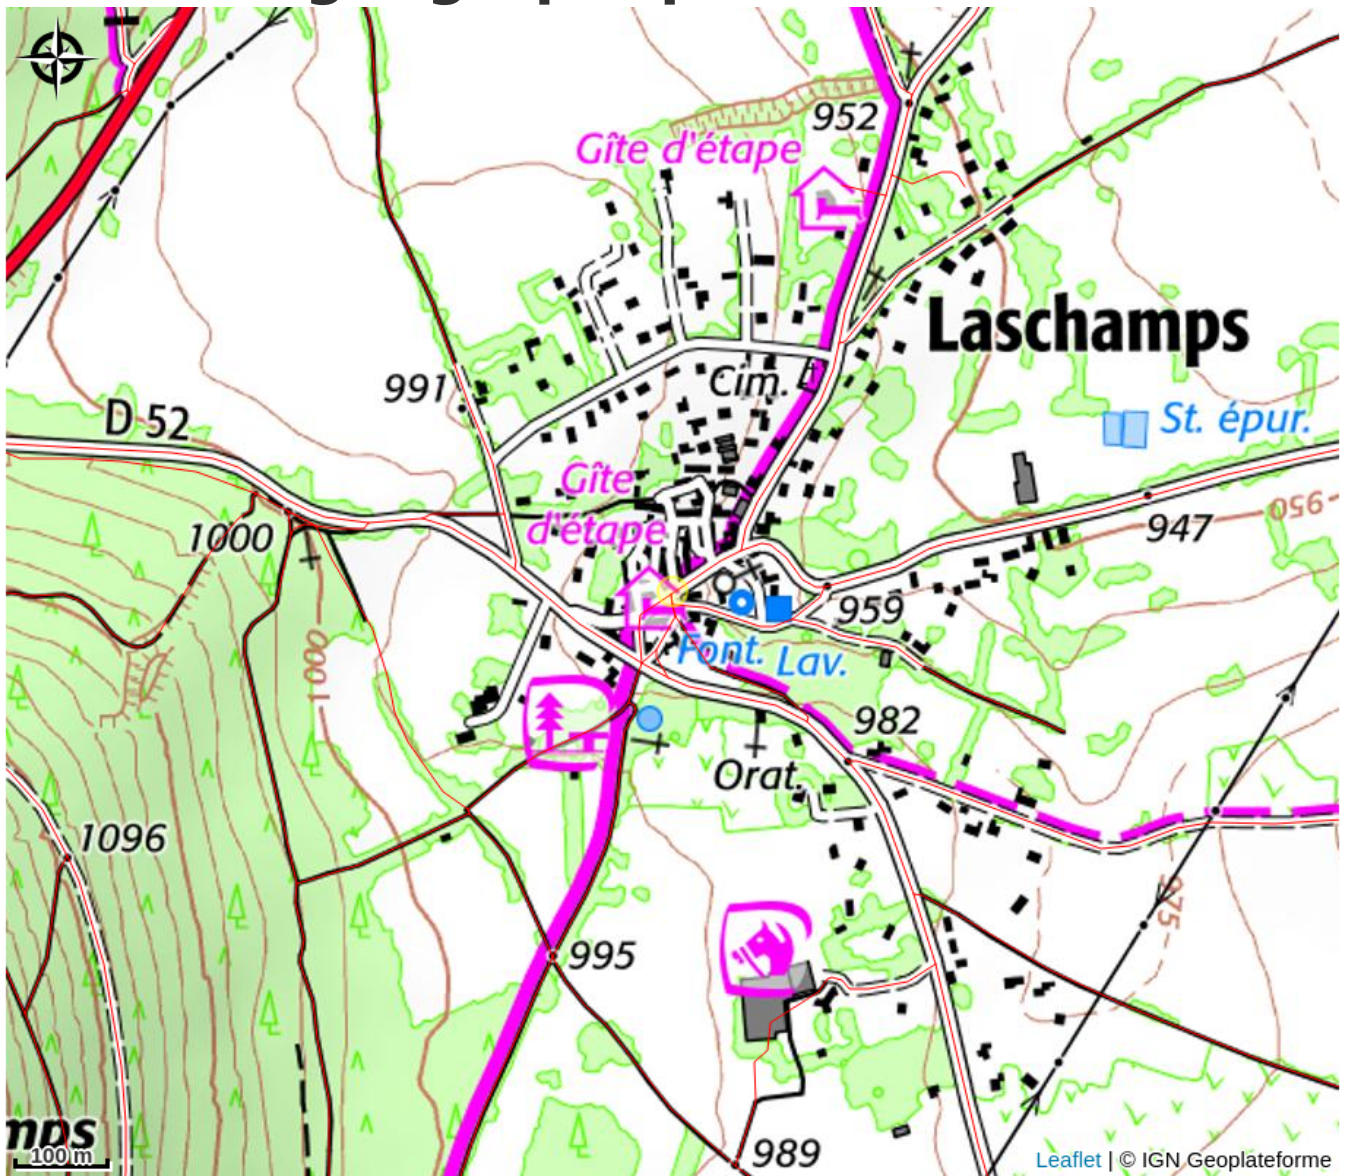 952
Gîte d'étape
Laschamps
Cim.
991
D 52
St. épur.
Gîte
d'étape
950
947
1000
959
1000
Font.
Lav.
982
Orat.
1096
975
995
mps
100 m
989
Leaflet | © IGN Geoplateforme